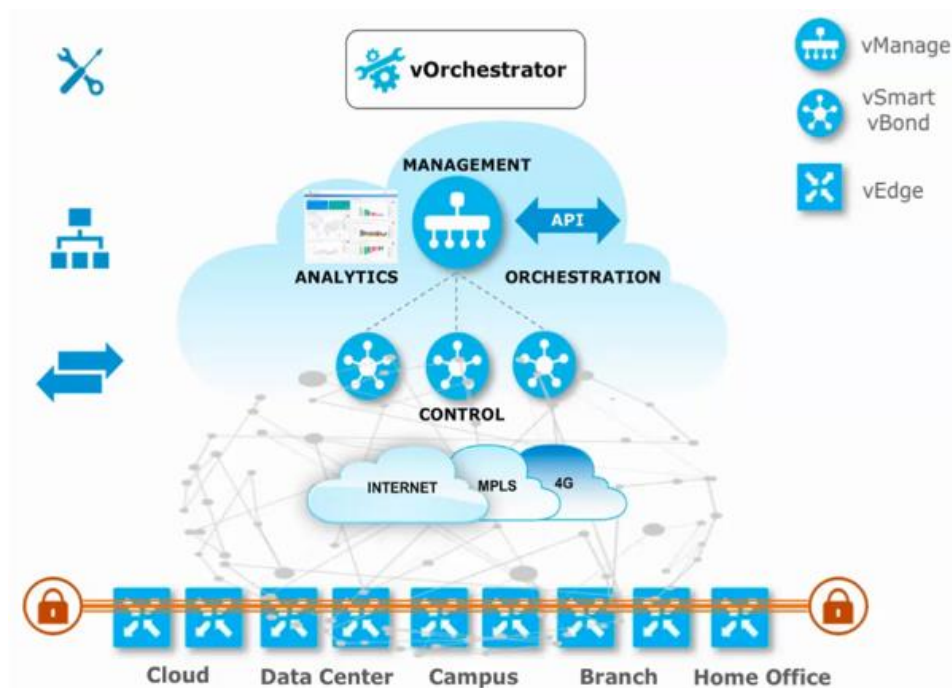 vOrchestrator
vManage
vSmart
vBond
vEdge
MANAGEMENT
API
ANALYTICS
ORCHESTRATION
CONTROL
INTERNET
MPLS
4G
Cloud
Data Center
Campus
Branch
Home Office